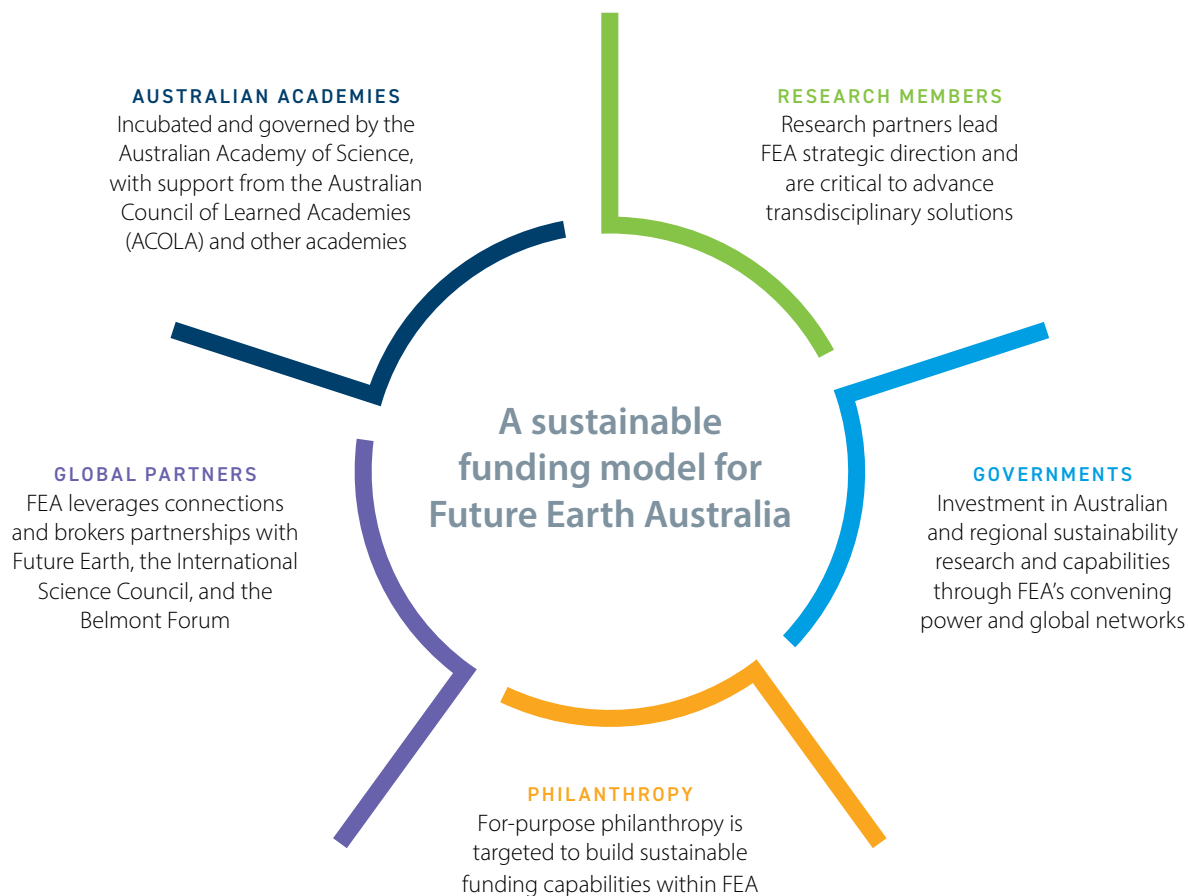 AUSTRALIAN ACADEMIES
Incubated and governed by the
Australian Academy of Science,
with support from the Australian
Council of Learned Academies
(ACOLA) and other academies
RESEARCH MEMBERS
Research partners lead
FEA strategic direction and
are critical to advance
transdisciplinary solutions
A sustainable
funding model for
Future Earth Australia
GLOBAL PARTNERS
FEA leverages connections
and brokers partnerships with
Future Earth, the International
Science Council, and the
Belmont Forum
GOVERNMENTS
Investment in Australian
and regional sustainability
research and capabilities
through FEA's convening
power and global networks
PHILANTHROPY
For-purpose philanthropy is
targeted to build sustainable
funding capabilities within FEA